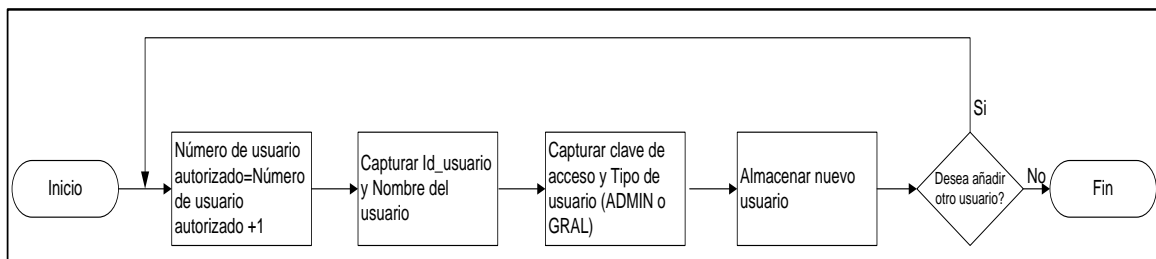 Inicio
Número de usuario
autorizado=Número
de usuario
autorizado +1
Capturar Id_usuario
y Nombre del
usuario
Capturar clave de
acceso y Tipo de
usuario (ADMIN o
GRAL)
Almacenar nuevo
usuario
Si
Desea añadir
otro usuario?
No
Fin